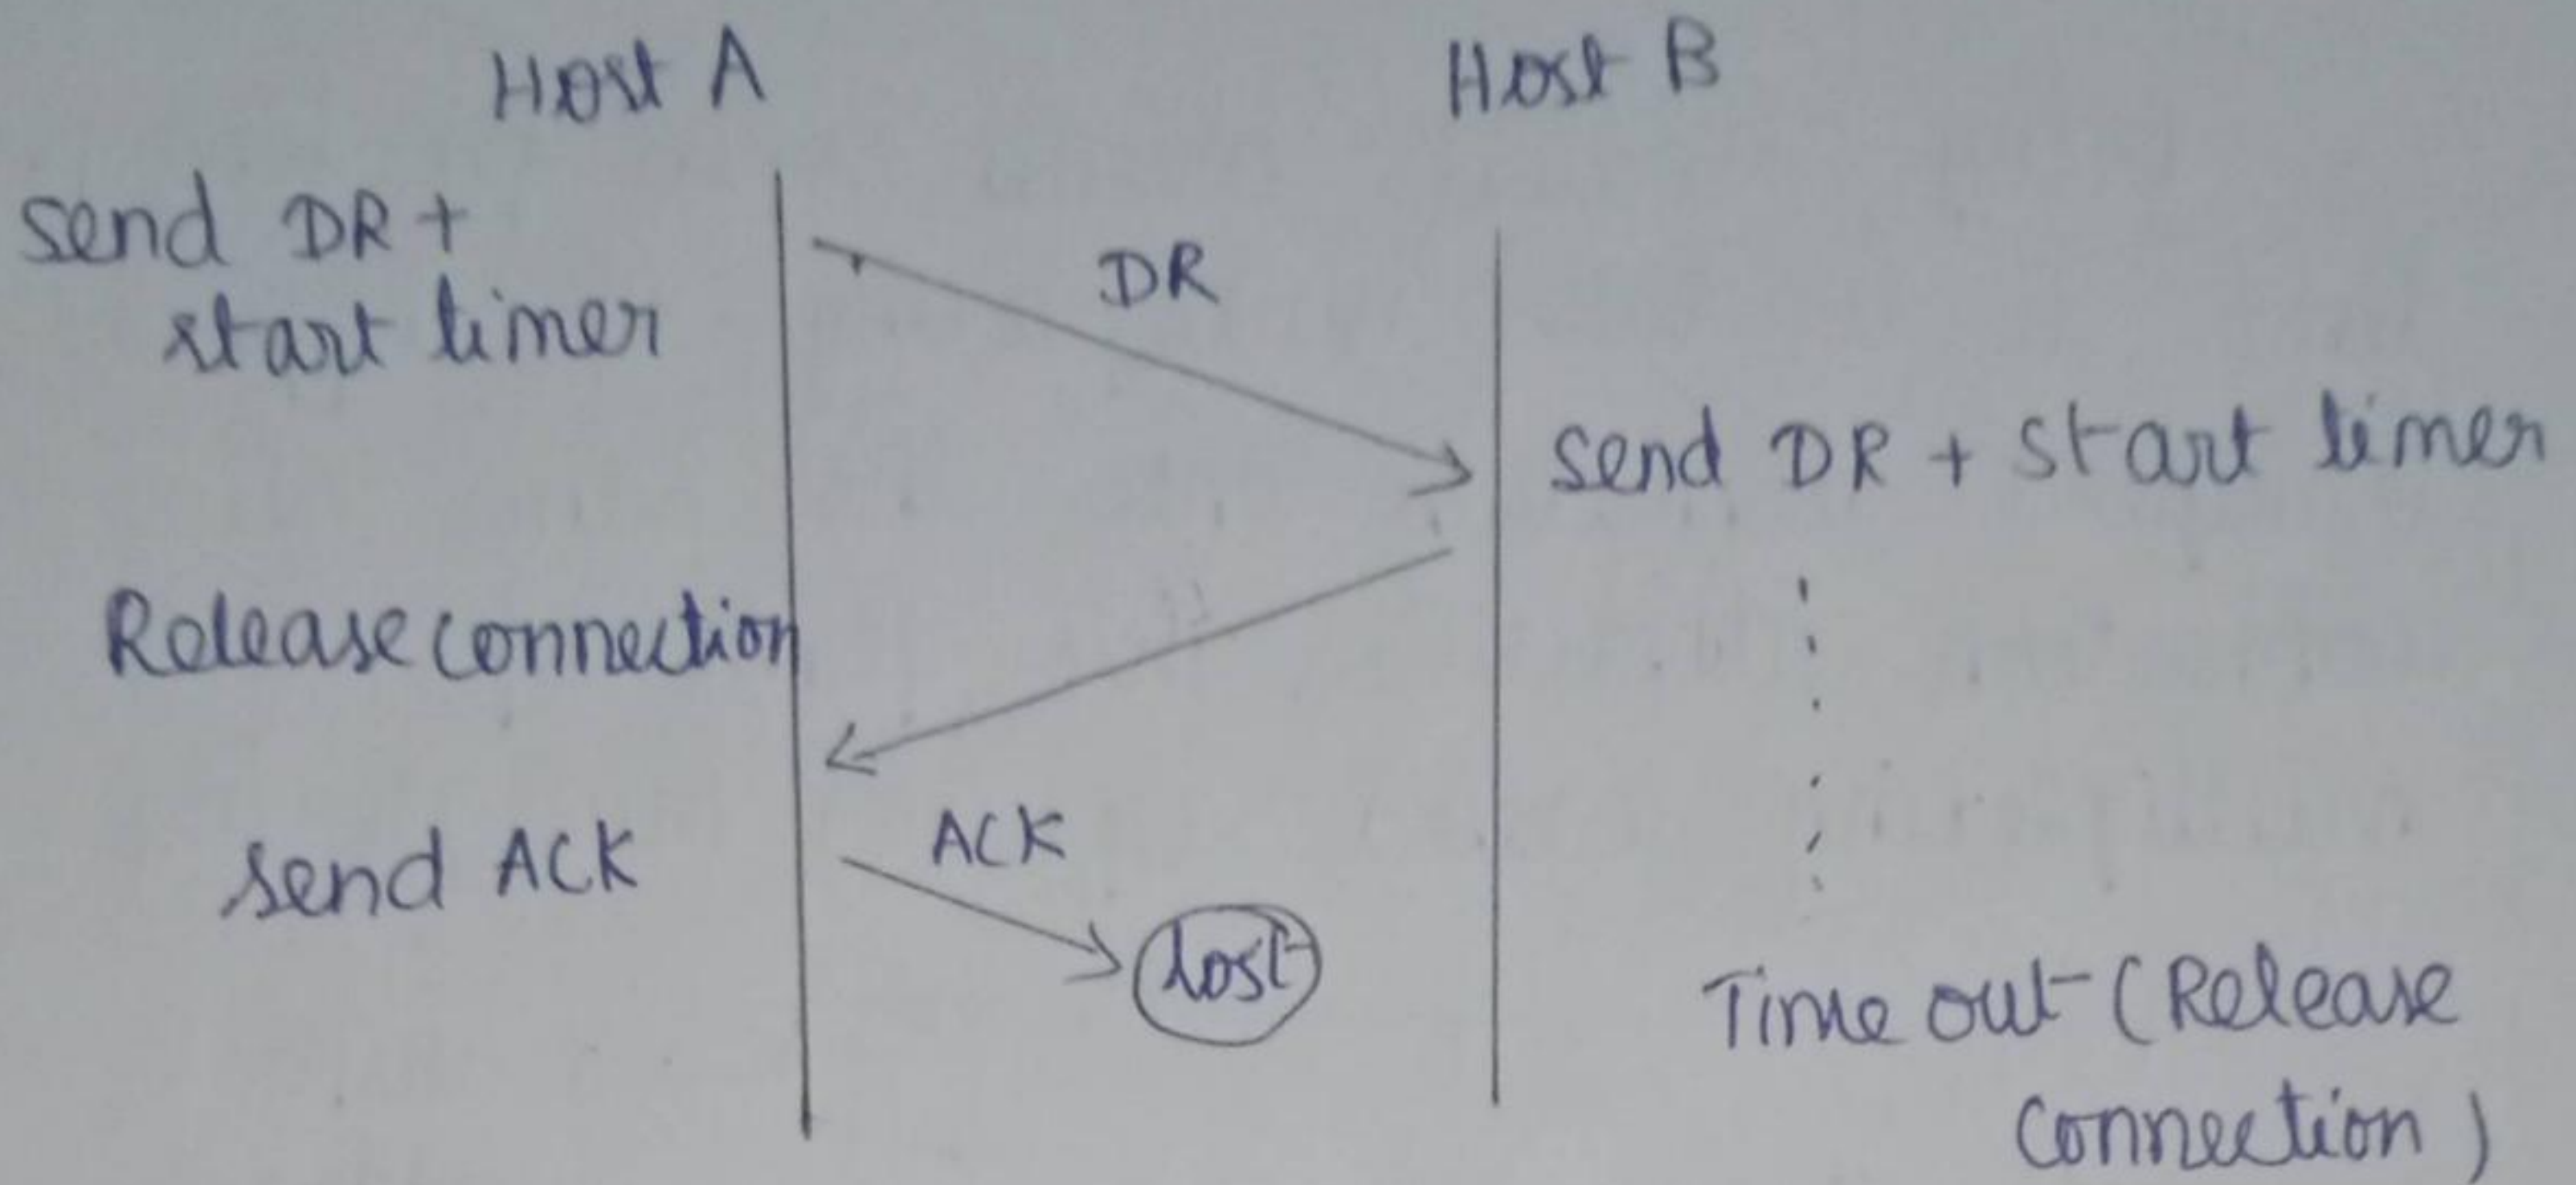 Host A
Host B
send DR +
start timer
DR
send DR + start timer
Release connection
send ACK
ACK
lost
Time out (Release
connection)